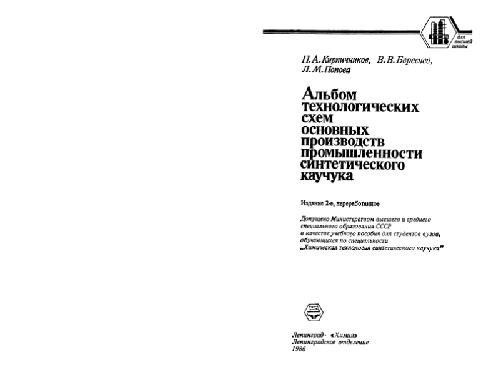 для
высшей
школы
П. А. Кирпичников, В. В. Береснев,
Л. М. Попова
Альбом
технологических
схем
основных
производств
промышленности
синтетического
каучука
Издание 2-е, переработанное
Допущено Министерством высшего и среднего
специального образования СССР
в качестве учебного пособия для студентов вузов,
обучающихся по специальности
„Химическая технология синтетического каучука"
Ленинград· «Химия»
Ленинградское отделение
1986